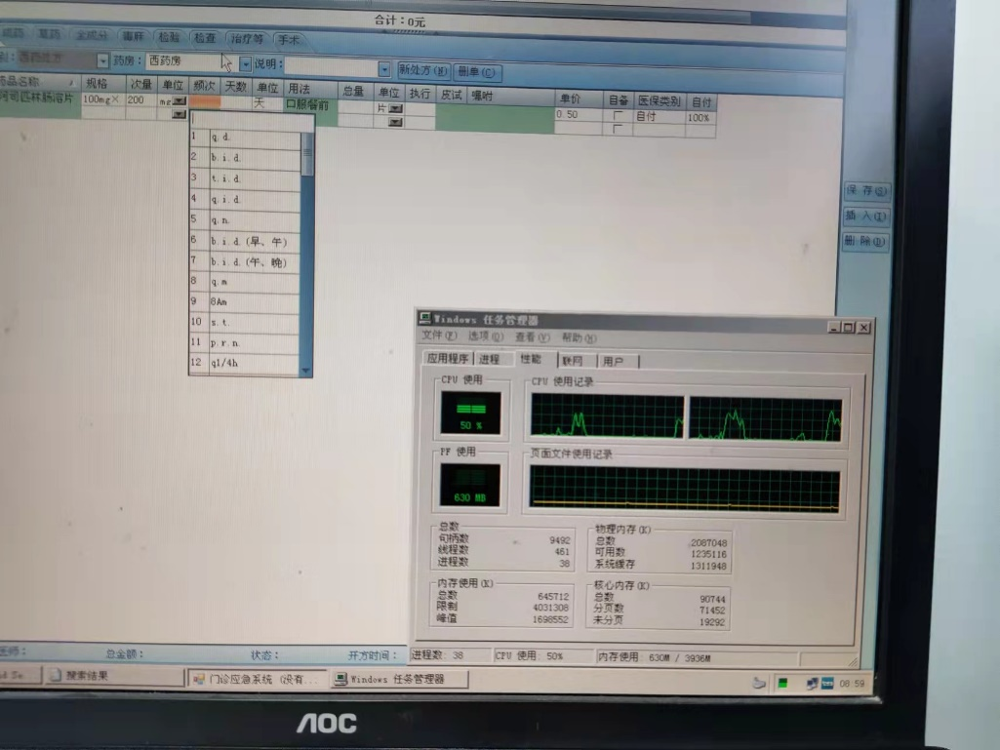 合计:0元
成药 草药 全成分 毒麻 检验 检查 治疗等 手术
别: 西药处方 药房: 西药房 说明: 新处方(N) 删单(C)
药品名称 规格 次量 单位 频次 天数 单位 用法 总量 单位 执行 皮试 嘱咐 单价 自备 医保类别 自付
阿司匹林肠溶片 100mg× 200 mg 天 口服餐前 片 0.50 自付 100%
1 q.d.
2 b.i.d.
3 t.i.d.
4 q.i.d.
5 q.n.
6 b.i.d.(早、午)
7 b.i.d.(午、晚)
8 q.m
9 8Am
10 s.t.
11 p.r.n.
12 q1/4h
保 存(S)
插 入(I)
删 除(D)
Windows 任务管理器
文件(F) 选项(O) 查看(V) 帮助(H)
应用程序 进程 性能 联网 用户
CPU 使用 CPU 使用记录
50 %
PF 使用 页面文件使用记录
630 MB
总数
句柄数 9492
线程数 461
进程数 38
物理内存(K)
总数 2087048
可用数 1235116
系统缓存 1311948
内存使用(K)
总数 645712
限制 4031308
峰值 1698552
核心内存(K)
总数 90744
分页数 71452
未分页 19292
进程数: 38 CPU 使用: 50% 内存使用: 630M / 3936M
医师: 总金额: 状态: 开方时间:
搜索结果 门诊应急系统 (没有... Windows 任务管理器 08:59
AOC